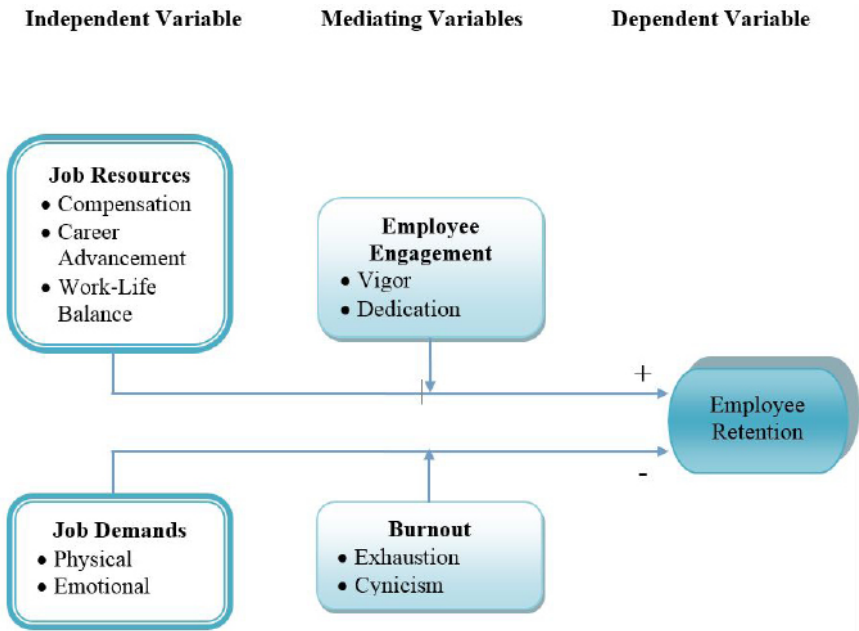 Independent Variable
Mediating Variables
Dependent Variable
Job Resources
• Compensation
• Career
Advancement
• Work-Life
Balance
Employee
Engagement
• Vigor
• Dedication
+
Employee
Retention
-
Job Demands
• Physical
• Emotional
Burnout
• Exhaustion
• Cynicism